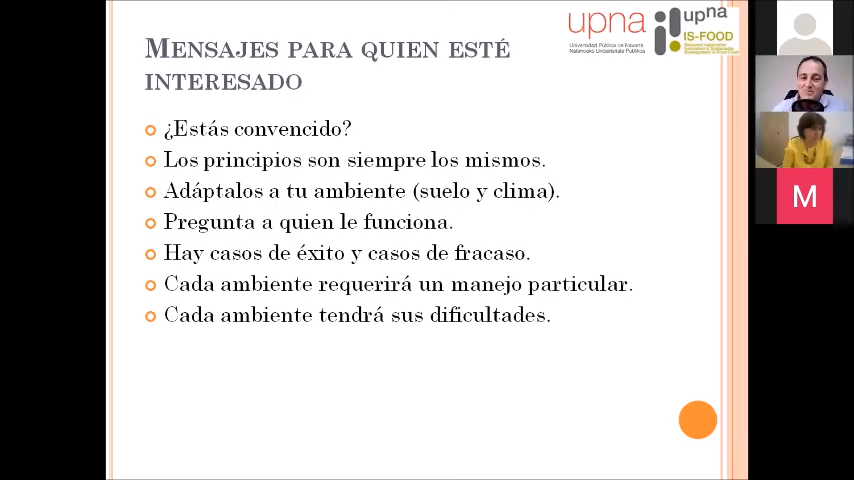 MENSAJES PARA QUIEN ESTÉ
INTERESADO
¿Estás convencido?
Los principios son siempre los mismos.
Adáptalos a tu ambiente (suelo y clima).
Pregunta a quien le funciona.
Hay casos de éxito y casos de fracaso.
Cada ambiente requerirá un manejo particular.
Cada ambiente tendrá sus dificultades.
upna
Universidad Pública de Navarra
Nafarroako Unibertsitate Publikoa
upna
IS-FOOD
M